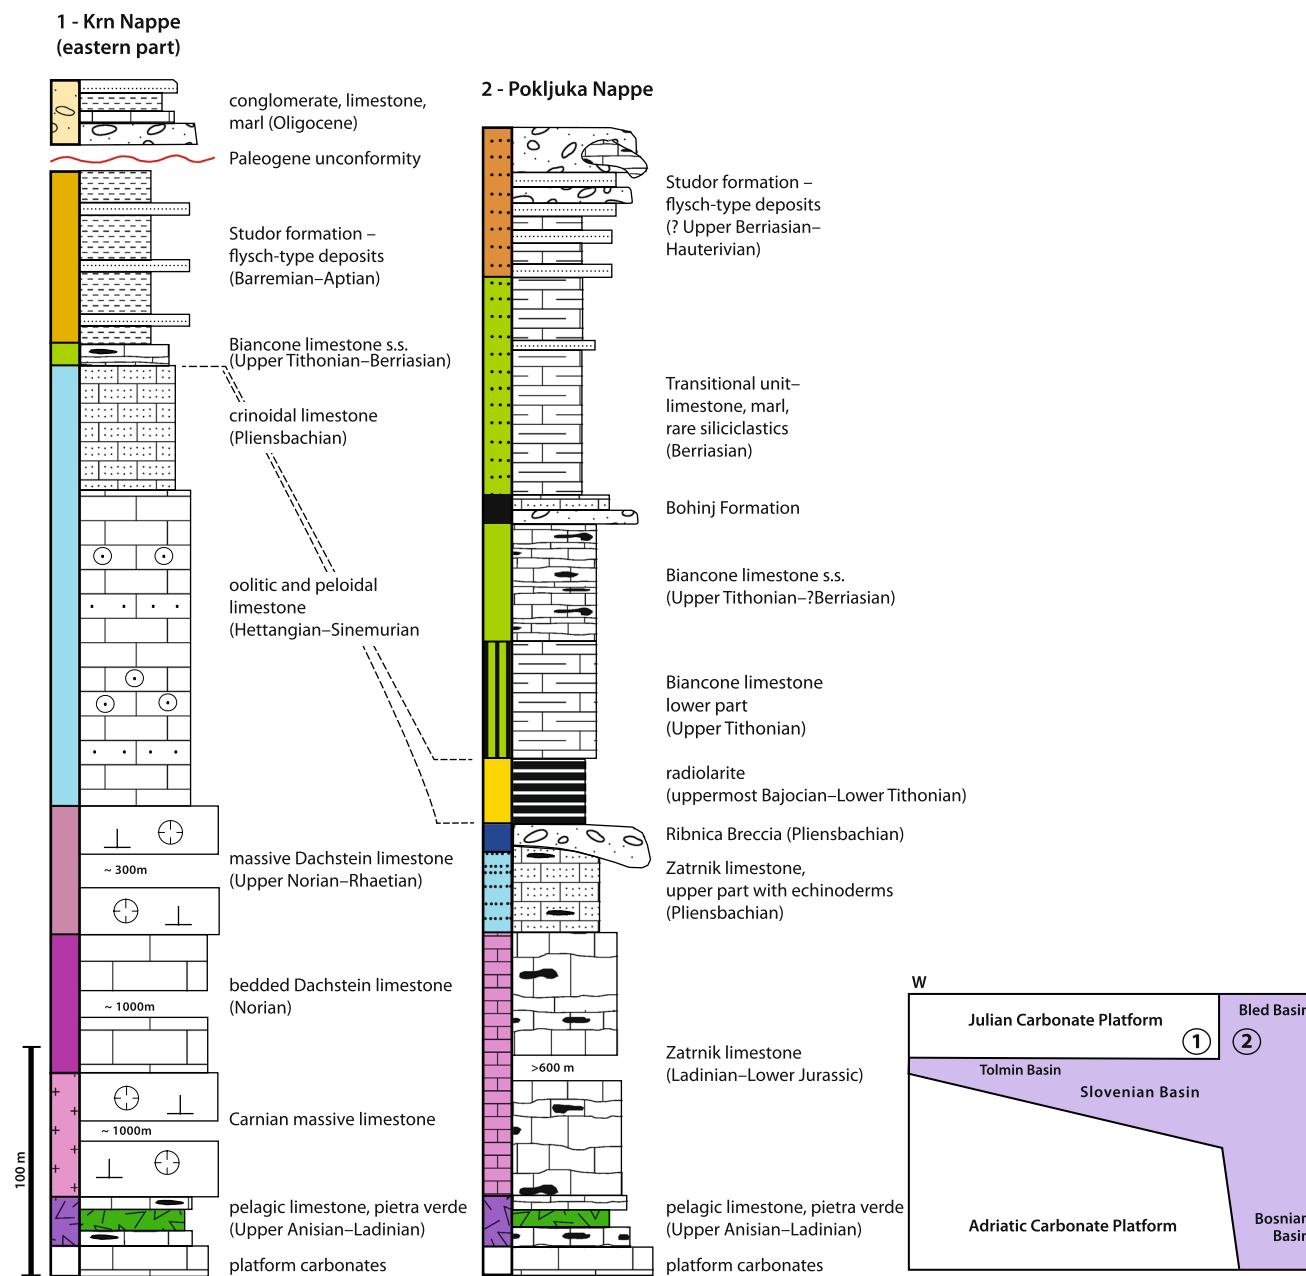 1 - Krn Nappe
(eastern part)
conglomerate, limestone,
marl (Oligocene)
Paleogene unconformity
Studor formation –
flysch-type deposits
(Barremian–Aptian)
Biancone limestone s.s.
(Upper Tithonian–Berriasian)
crinoidal limestone
(Pliensbachian)
oolitic and peloidal
limestone
(Hettangian–Sinemurian
massive Dachstein limestone
(Upper Norian–Rhaetian)
~ 300m
bedded Dachstein limestone
(Norian)
~ 1000m
Carnian massive limestone
~ 1000m
pelagic limestone, pietra verde
(Upper Anisian–Ladinian)
platform carbonates
100 m
2 - Pokljuka Nappe
Studor formation –
flysch-type deposits
(? Upper Berriasian–
Hauterivian)
Transitional unit–
limestone, marl,
rare siliciclastics
(Berriasian)
Bohinj Formation
Biancone limestone s.s.
(Upper Tithonian–?Berriasian)
Biancone limestone
lower part
(Upper Tithonian)
radiolarite
(uppermost Bajocian–Lower Tithonian)
Ribnica Breccia (Pliensbachian)
Zatrnik limestone,
upper part with echinoderms
(Pliensbachian)
Zatrnik limestone
(Ladinian–Lower Jurassic)
>600 m
pelagic limestone, pietra verde
(Upper Anisian–Ladinian)
platform carbonates
W
Julian Carbonate Platform
1
2
Bled Basin
Tolmin Basin
Slovenian Basin
Adriatic Carbonate Platform
Bosnian
Basin